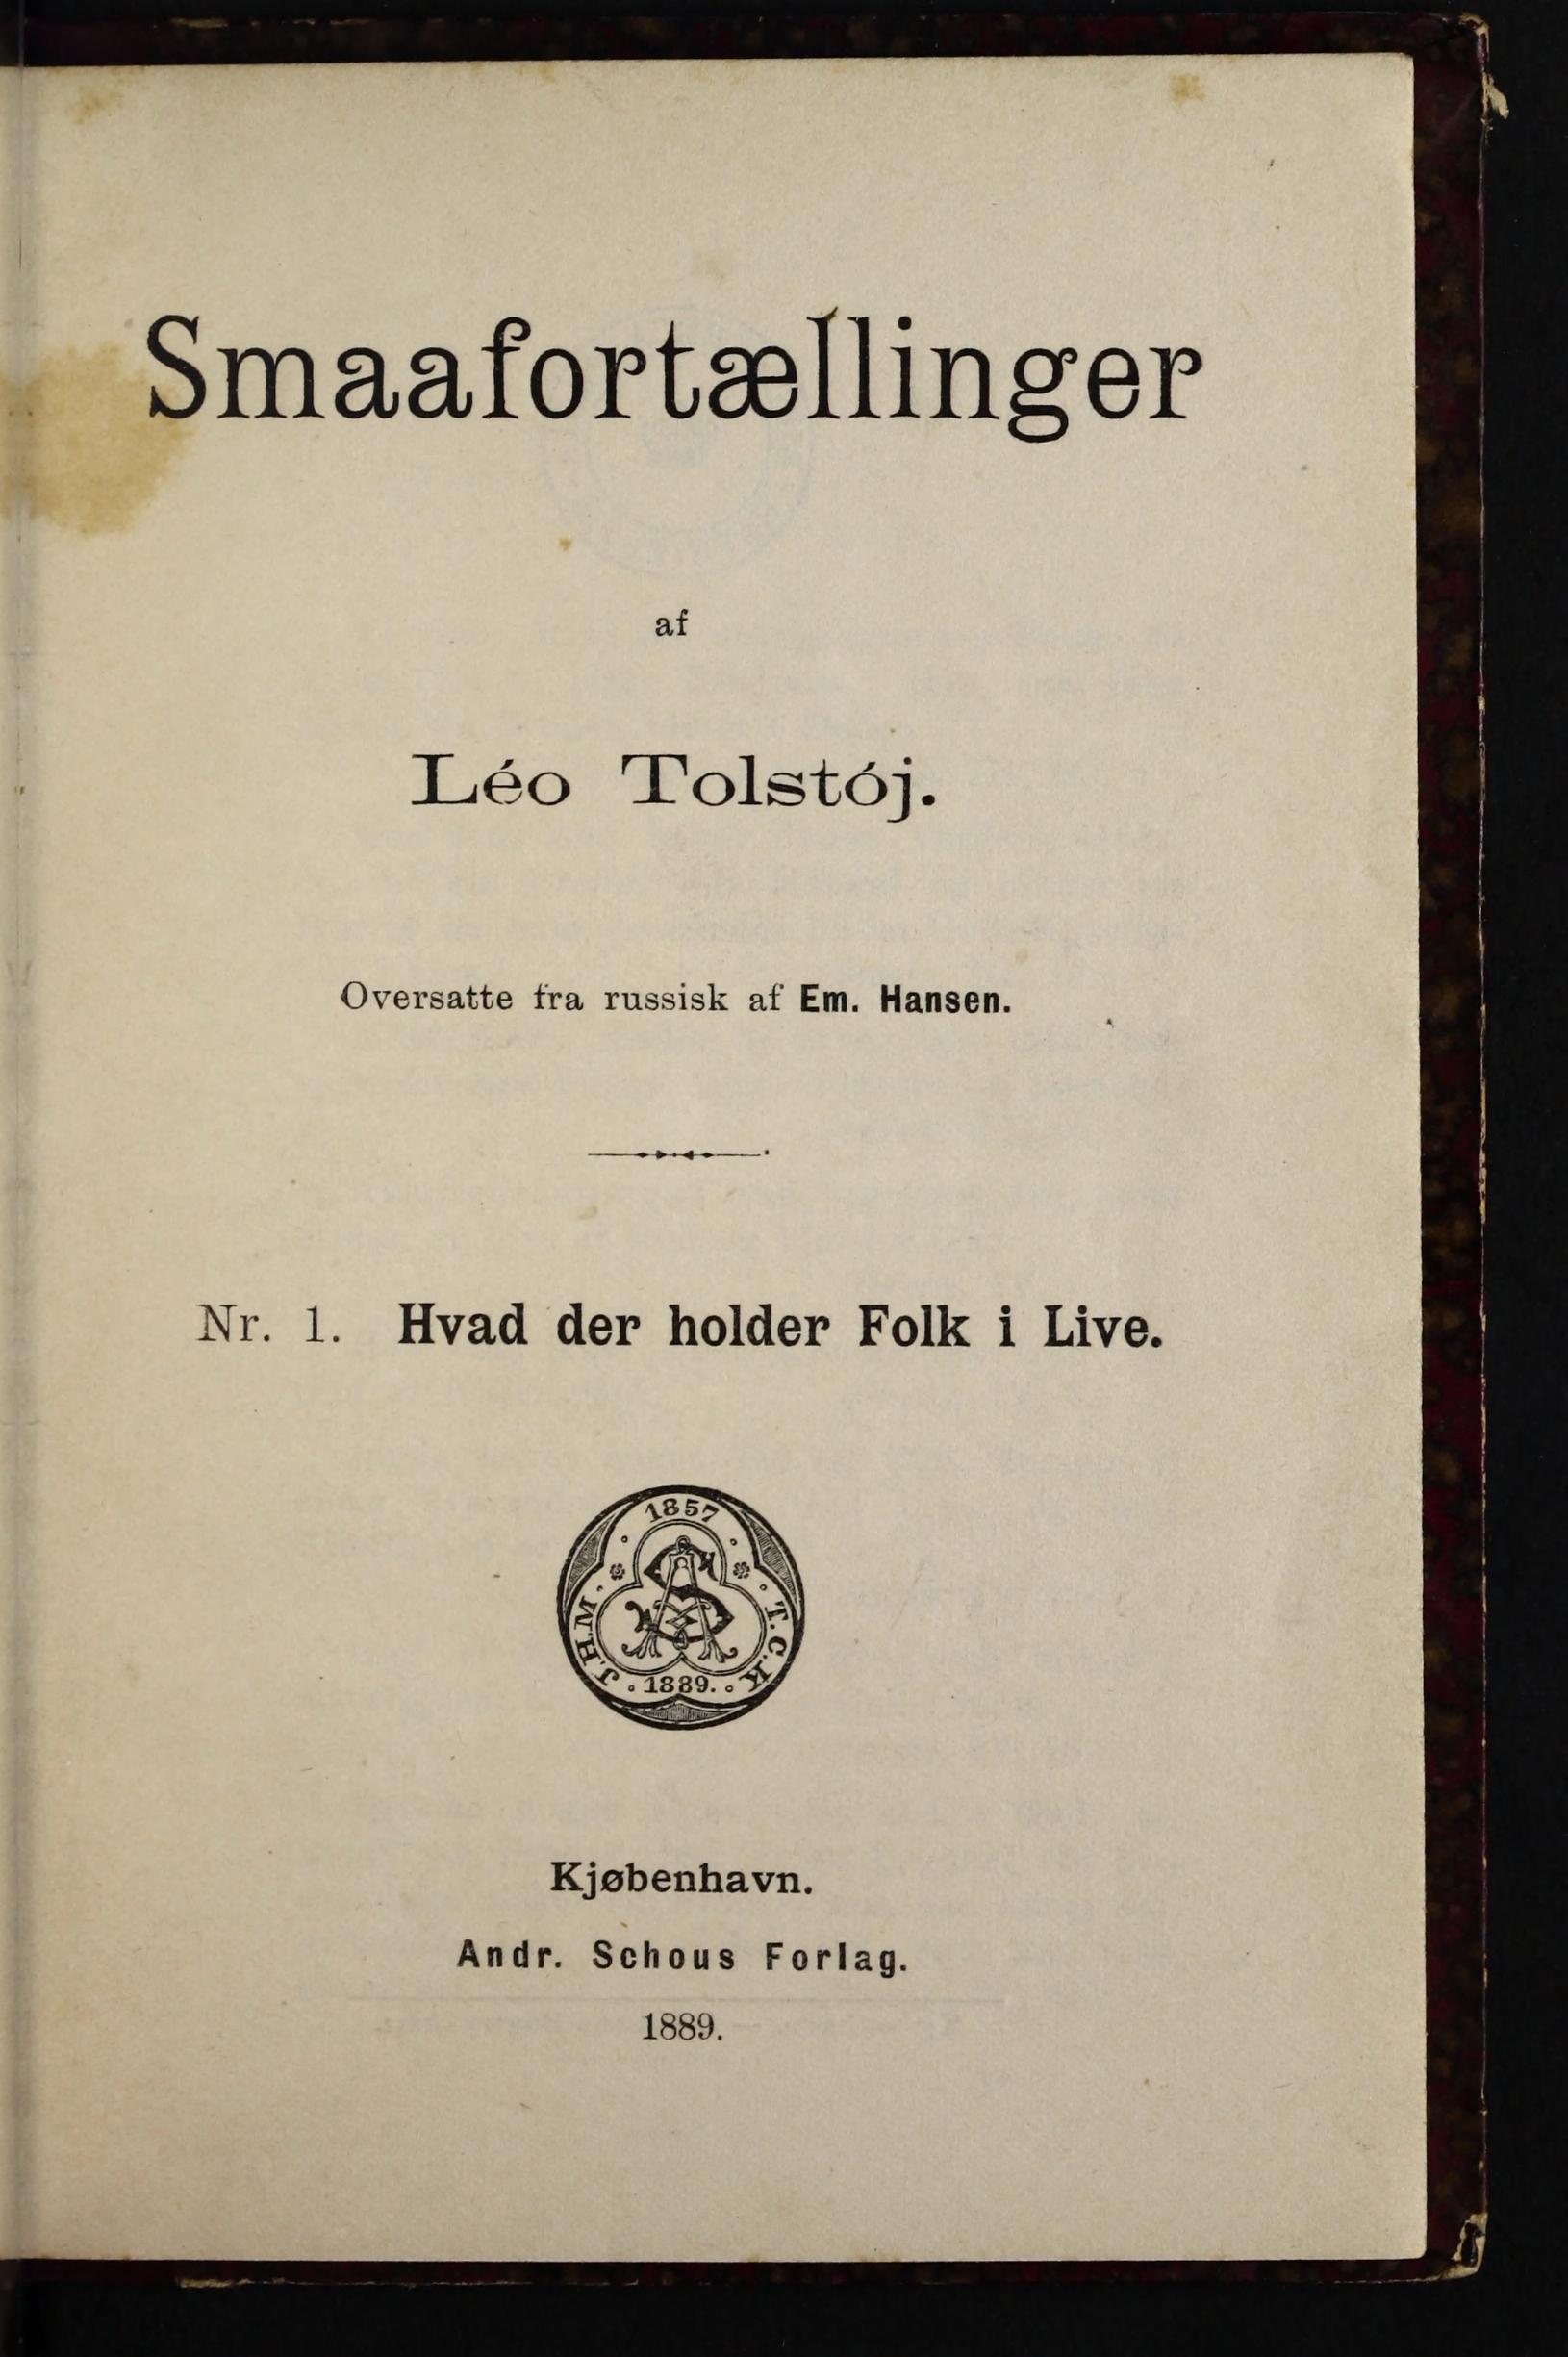 Smaafortællinger
af
Léo Tolstój.
Oversatte fra russisk af Em. Hansen.
Nr. 1. Hvad der holder Folk i Live.
1857
J.H.M. T.C.K
1889.
Kjøbenhavn.
Andr. Schous Forlag.
1889.